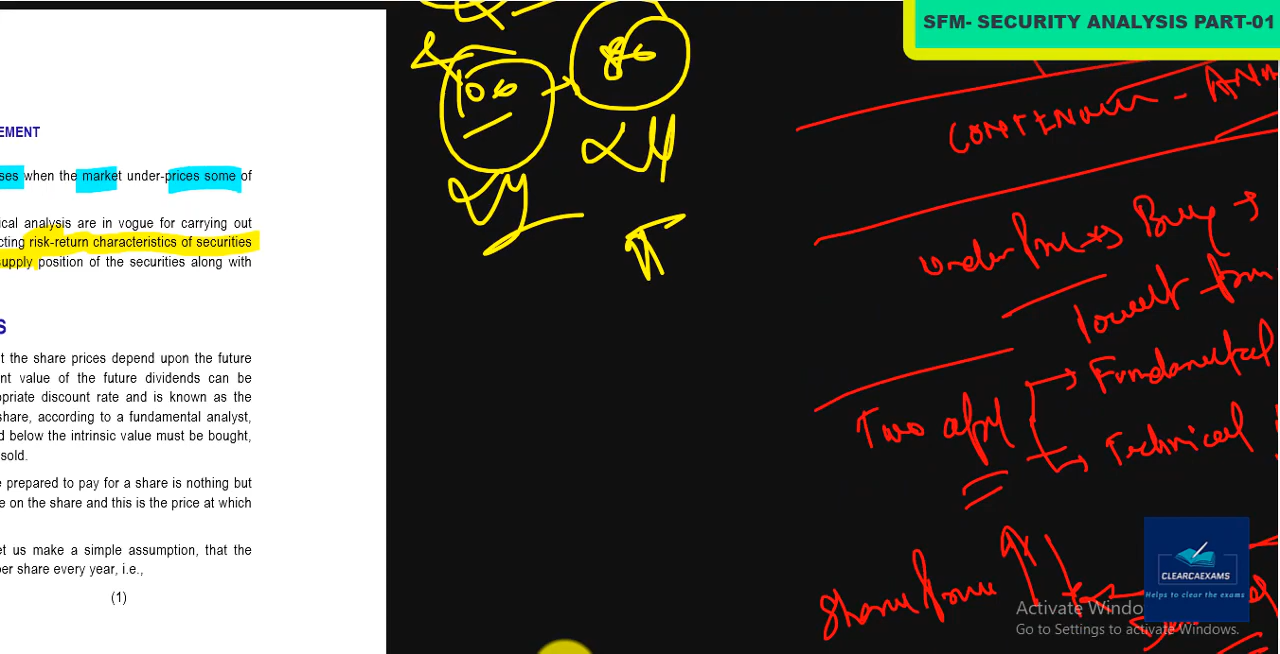 SFM- SECURITY ANALYSIS PART-01
EMENT
ses when the market under-prices some of
ical analysis are in vogue for carrying out
cting risk-return characteristics of securities
supply position of the securities along with
S
t the share prices depend upon the future
nt value of the future dividends can be
opriate discount rate and is known as the
share, according to a fundamental analyst,
d below the intrinsic value must be bought,
sold.
e prepared to pay for a share is nothing but
e on the share and this is the price at which
et us make a simple assumption, that the
per share every year, i.e.,
(1)
100
80
CONTINUOUS - ANA
Buy
Fundamental
Two
Technical
Share
CLEARCAEXAMS
Helps to clear the exams
Activate Windo
Go to Settings to activate Windows.